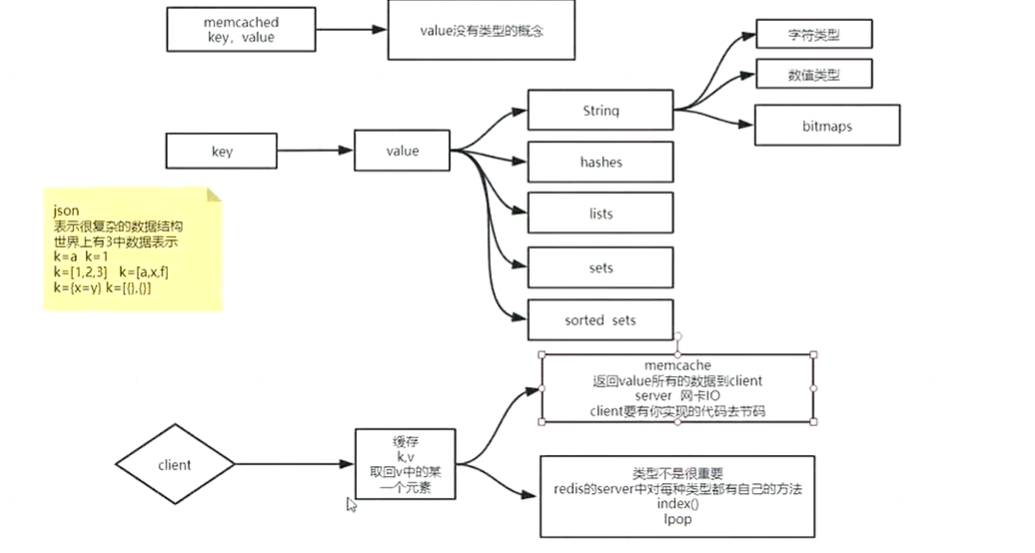 memcached
key，value
value没有类型的概念
字符类型
数值类型
bitmaps
String
key
value
hashes
lists
sets
sorted sets
json
表示很复杂的数据结构
世界上有3中数据表示
k=a k=1
k=[1,2,3] k=[a,x,f]
k={x=y} k=[{},{}]
memcache
返回value所有的数据到client
server 网卡IO
client要有你实现的代码去节码
client
缓存
k,v
取回v中的某
一个元素
类型不是很重要
redis的server中对每种类型都有自己的方法
index()
lpop